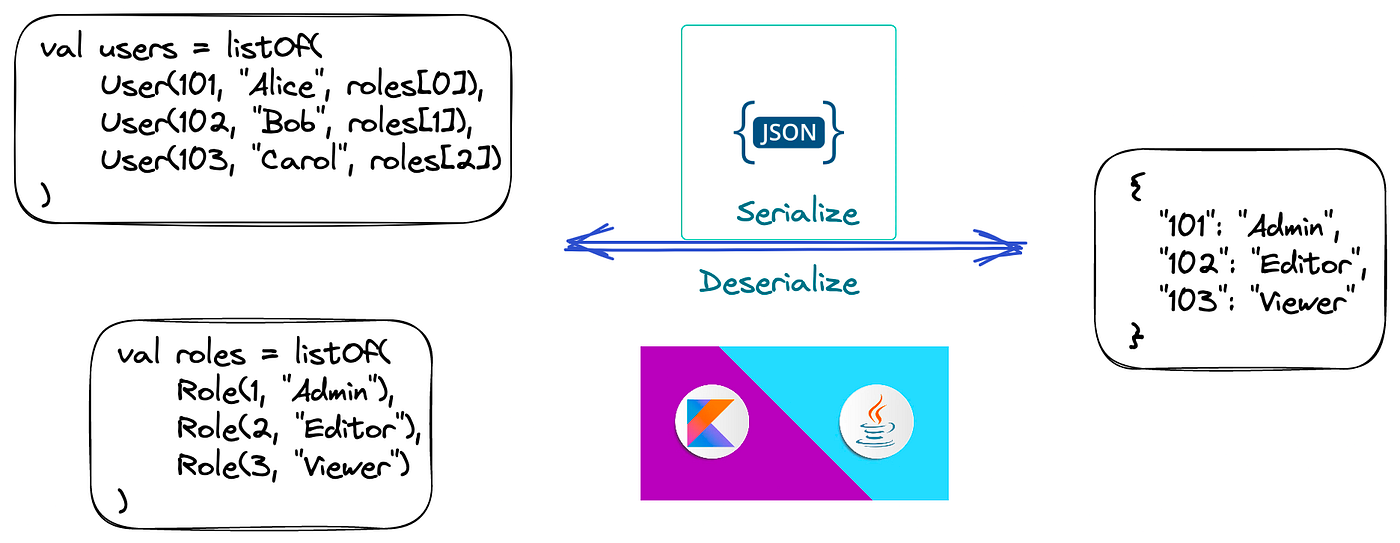 val users = listOf(
User(101, "Alice", roles[0]),
User(102, "Bob", roles[1]),
User(103, "Carol", roles[2])
)
val roles = listOf(
Role(1, "Admin"),
Role(2, "Editor"),
Role(3, "Viewer")
)
{JSON}
Serialize
Deserialize
{
"101": "Admin",
"102": "Editor",
"103": "Viewer"
}